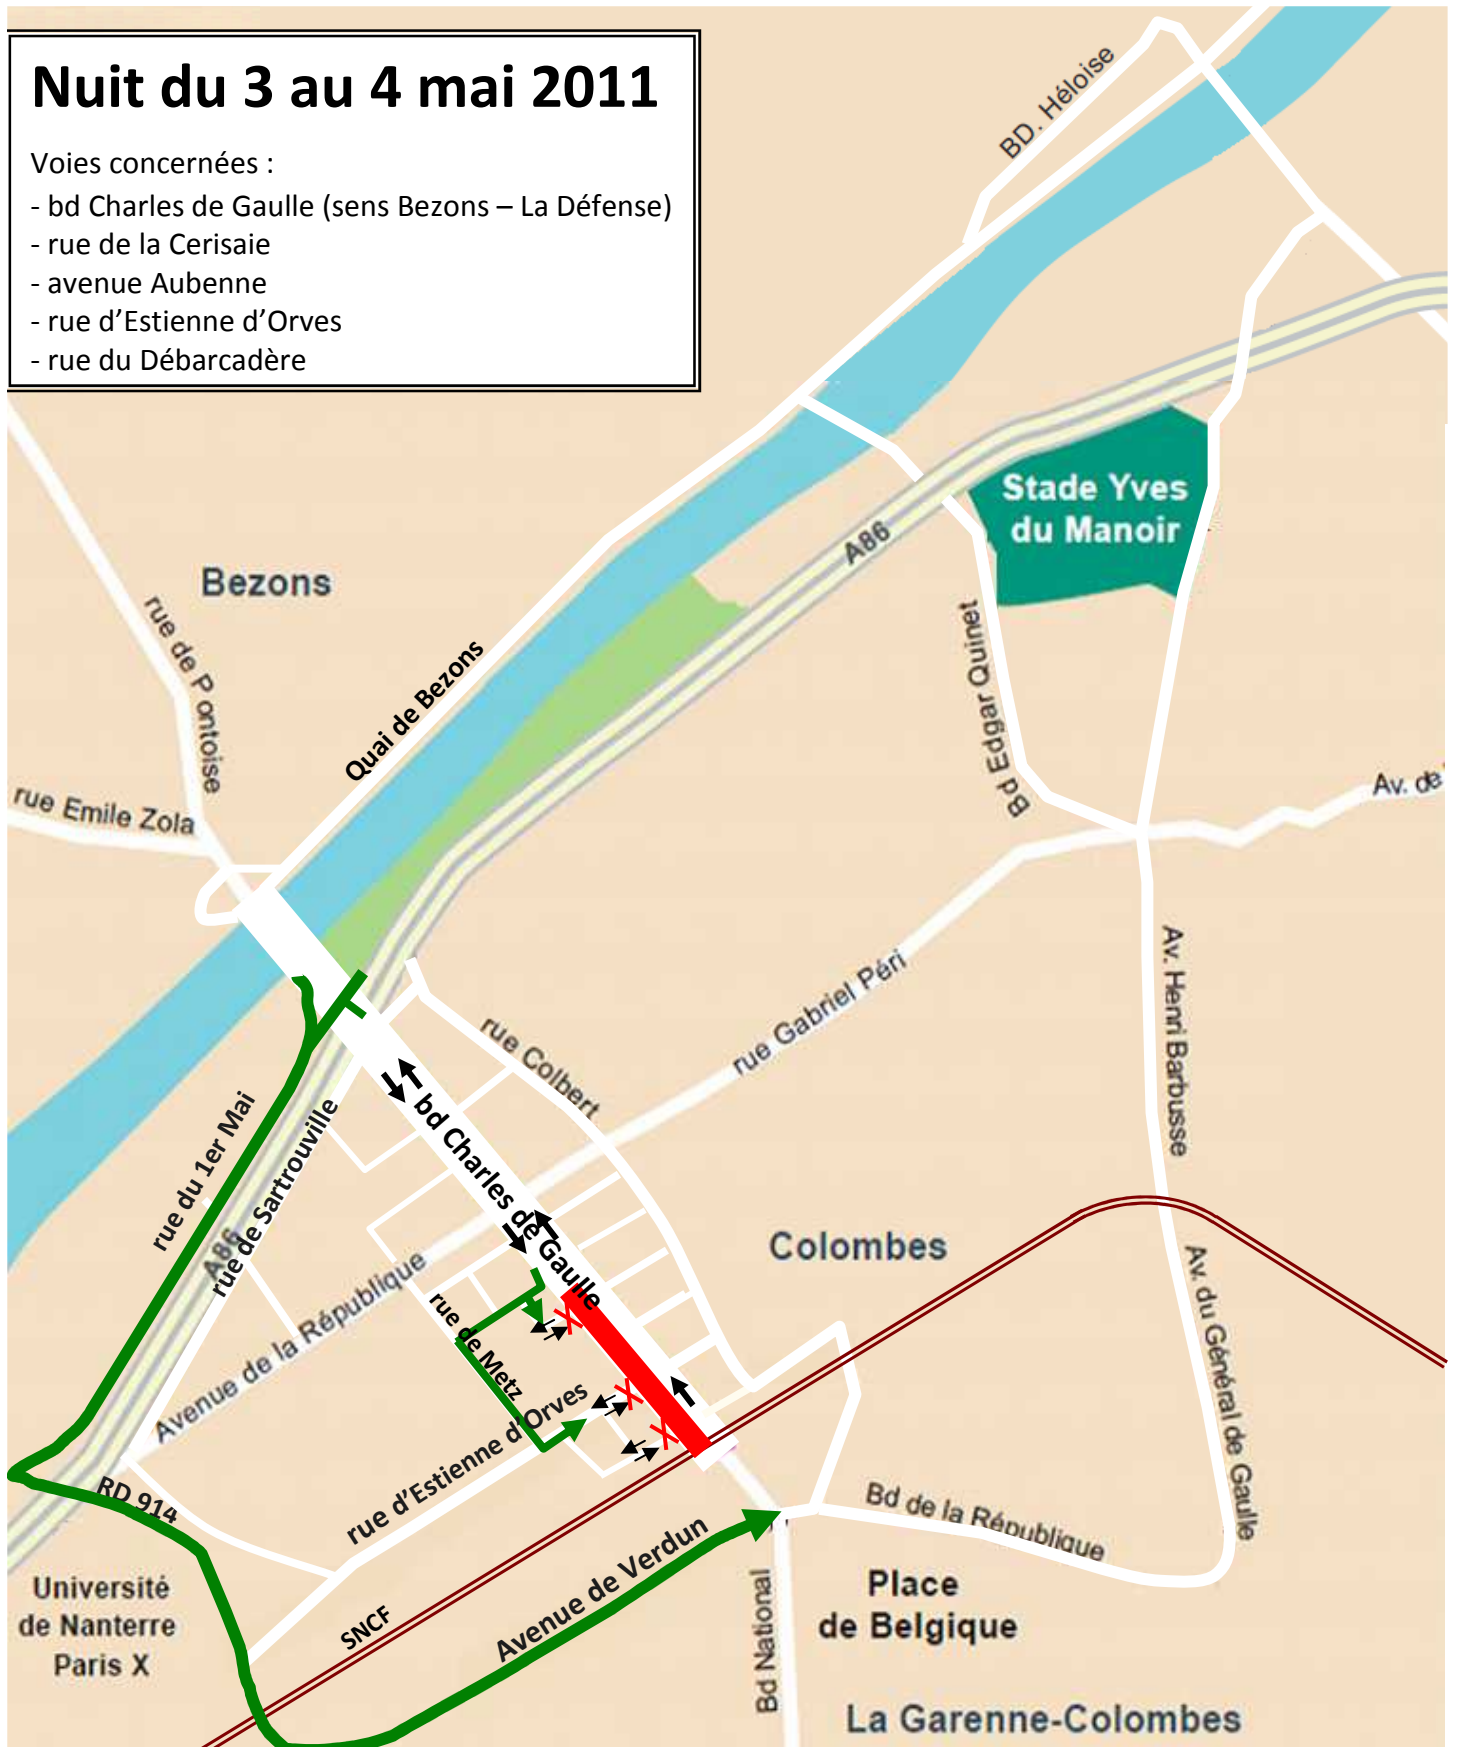 Nuit du 3 au 4 mai 2011
Voies concernées :
- bd Charles de Gaulle (sens Bezons – La Défense)
- rue de la Cerisaie
- avenue Aubenne
- rue d'Estienne d'Orves
- rue du Débarcadère
BD. Héloise
Stade Yves
du Manoir
A86
Bezons
rue de P ontoise
Quai de Bezons
Bd Edgar Quinet
rue Emile Zola
Av. de
rue Gabriel Péri
Av. Henri Barbusse
rue Colbert
bd Charles de Gaulle
rue du 1er Mai
rue de Sartrouville
A86
Colombes
Avenue de la République
rue de Metz
Av. du Général de Gaulle
rue d'Estienne d'Orves
RD 914
Bd de la République
Avenue de Verdun
SNCF
Université
de Nanterre
Paris X
Bd National
Place
de Belgique
La Garenne-Colombes